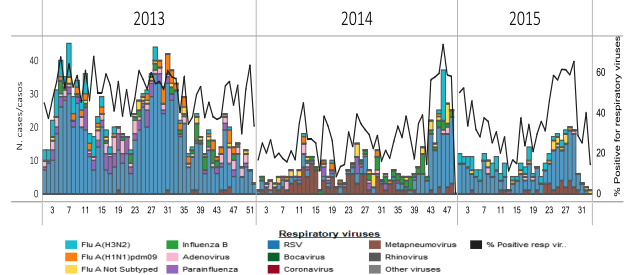 2013 2014 2015
N. cases/casos
40
30
20
10
0
% Positive for respiratory viruses
60
40
20
0
3 7 11 15 19 23 27 31 35 39 43 47 51 3 7 11 15 19 23 27 31 35 39 43 47 3 7 11 15 19 23 27 31
Respiratory viruses
Flu A(H3N2) Influenza B RSV Metapneumovirus % Positive resp vir..
Flu A(H1N1)pdm09 Adenovirus Bocavirus Rhinovirus
Flu A Not Subtyped Parainfluenza Coronavirus Other viruses